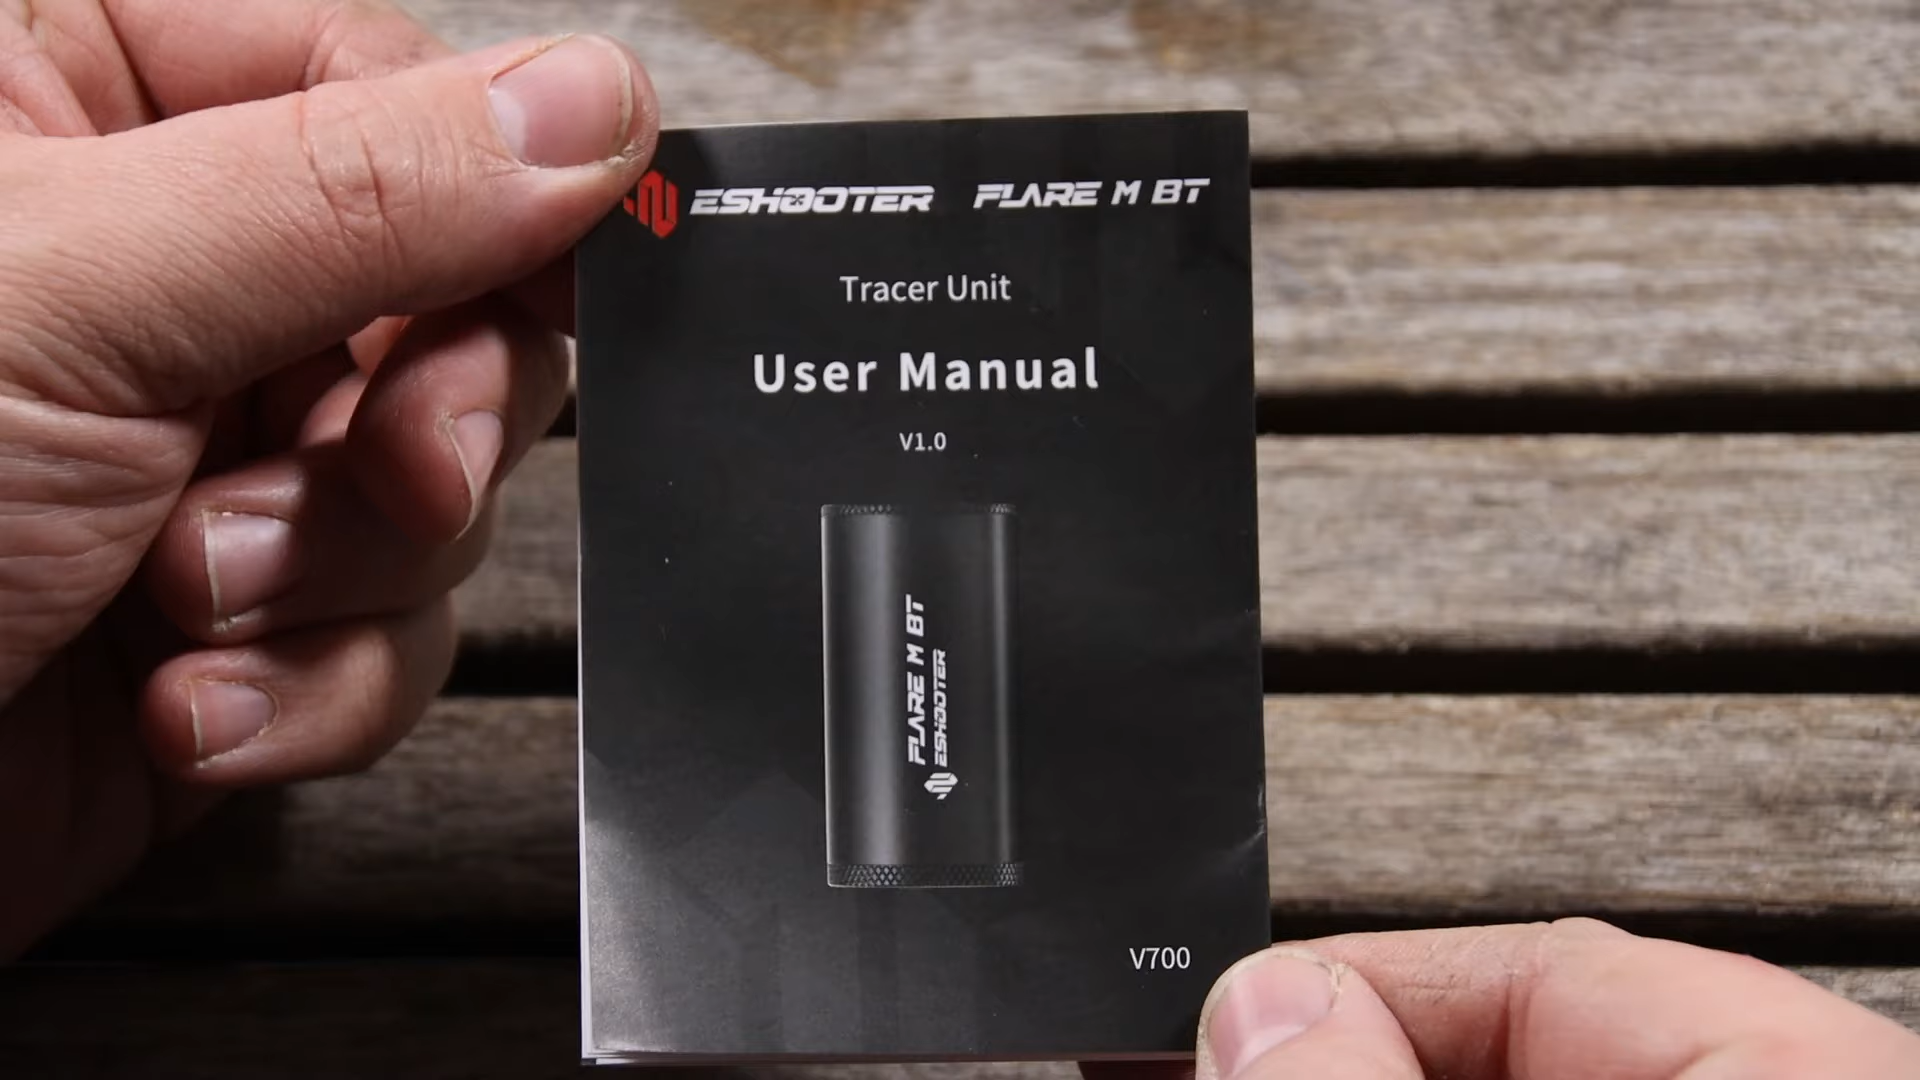 ESHOOTER FLARE M BT
Tracer Unit
User Manual
V1.0
FLARE M BT
ESHOOTER
V700